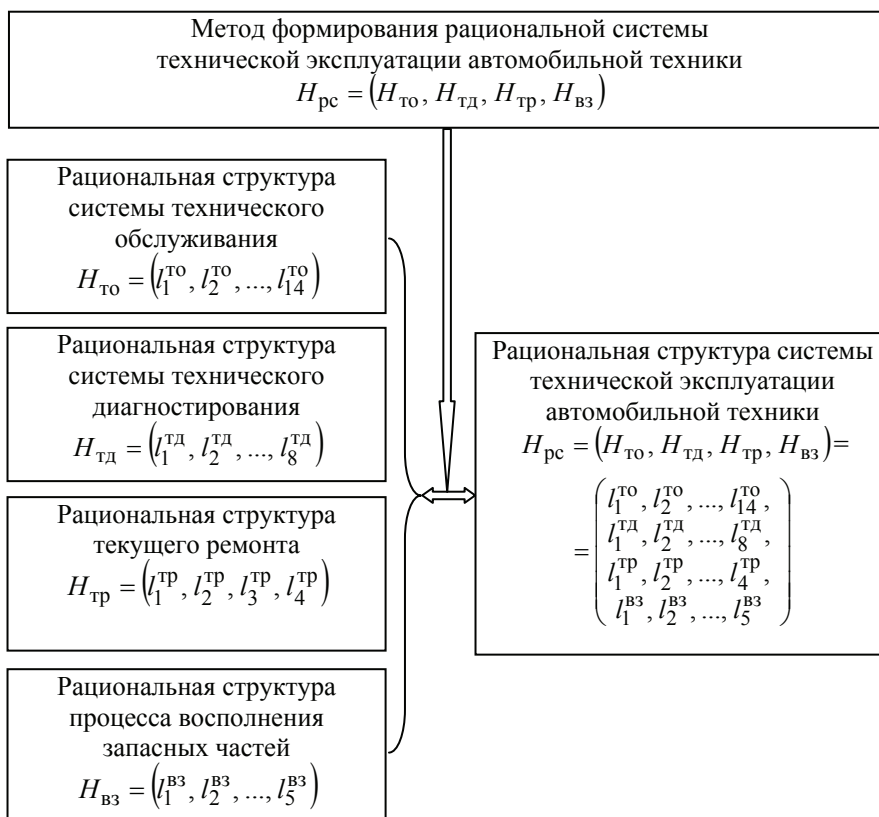 Метод формирования рациональной системы
технической эксплуатации автомобильной техники
H_рс = (H_то, H_тд, H_тр, H_вз)
Рациональная структура
системы технического
обслуживания
H_то = (l_1^то, l_2^то, ..., l_14^то)
Рациональная структура
системы технического
диагностирования
H_тд = (l_1^тд, l_2^тд, ..., l_8^тд)
Рациональная структура
текущего ремонта
H_тр = (l_1^тр, l_2^тр, l_3^тр, l_4^тр)
Рациональная структура
процесса восполнения
запасных частей
H_вз = (l_1^вз, l_2^вз, ..., l_5^вз)
Рациональная структура системы
технической эксплуатации
автомобильной техники
H_рс = (H_то, H_тд, H_тр, H_вз)=
= (l_1^то, l_2^то, ..., l_14^то,
l_1^тд, l_2^тд, ..., l_8^тд,
l_1^тр, l_2^тр, ..., l_4^тр,
l_1^вз, l_2^вз, ..., l_5^вз)